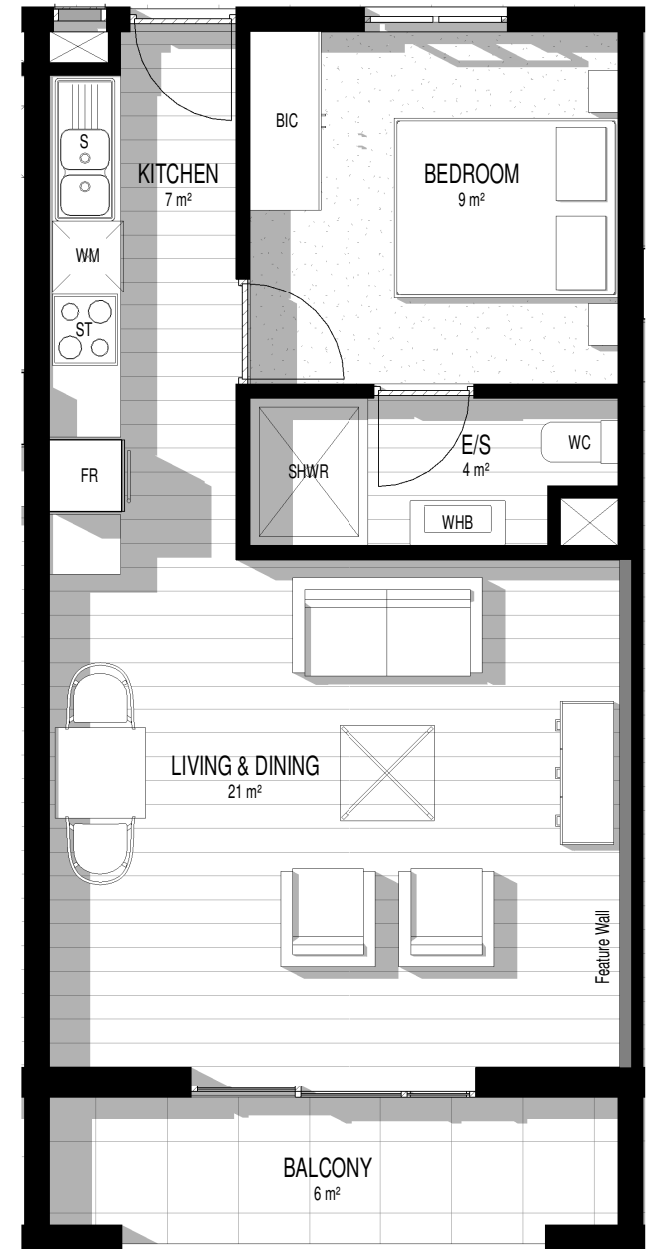 S
KITCHEN
7 m²
BIC
BEDROOM
9 m²
WM
ST
FR
SHWR
E/S
4 m²
WC
WHB
LIVING & DINING
21 m²
Feature Wall
BALCONY
6 m²